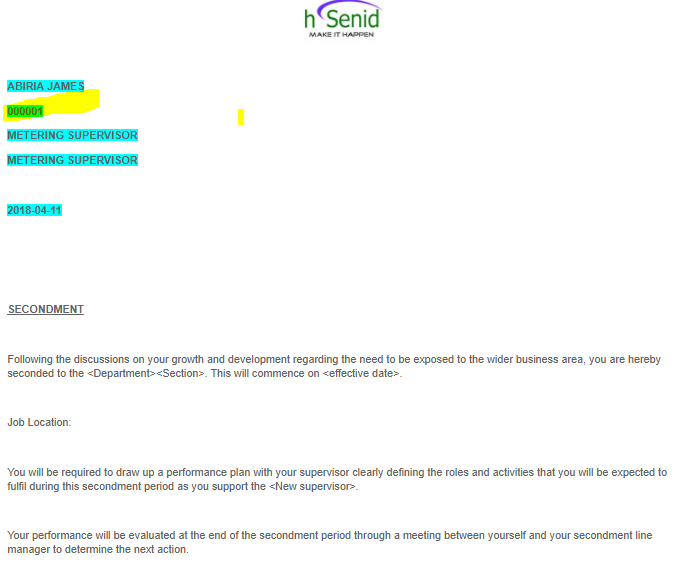 hSenid
MAKE IT HAPPEN
ABIRIA JAMES
000001
METERING SUPERVISOR
METERING SUPERVISOR
2018-04-11
SECONDMENT
Following the discussions on your growth and development regarding the need to be exposed to the wider business area, you are hereby
seconded to the <Department><Section>. This will commence on <effective date>.
Job Location:
You will be required to draw up a performance plan with your supervisor clearly defining the roles and activities that you will be expected to
fulfil during this secondment period as you support the <New supervisor>.
Your performance will be evaluated at the end of the secondment period through a meeting between yourself and your secondment line
manager to determine the next action.